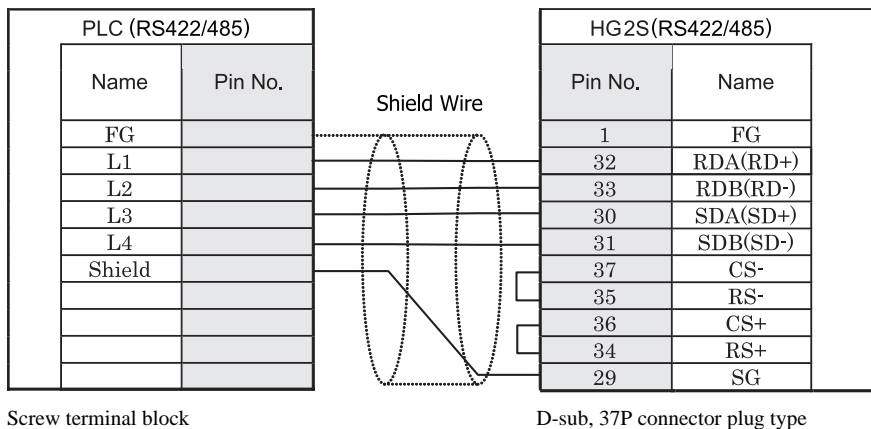 PLC (RS422/485)
HG2S(RS422/485)
Name Pin No.
Shield Wire
Pin No. Name
FG
1 FG
L1
32 RDA(RD+)
L2
33 RDB(RD-)
L3
30 SDA(SD+)
L4
31 SDB(SD-)
Shield
37 CS-
35 RS-
36 CS+
34 RS+
29 SG
Screw terminal block
D-sub, 37P connector plug type